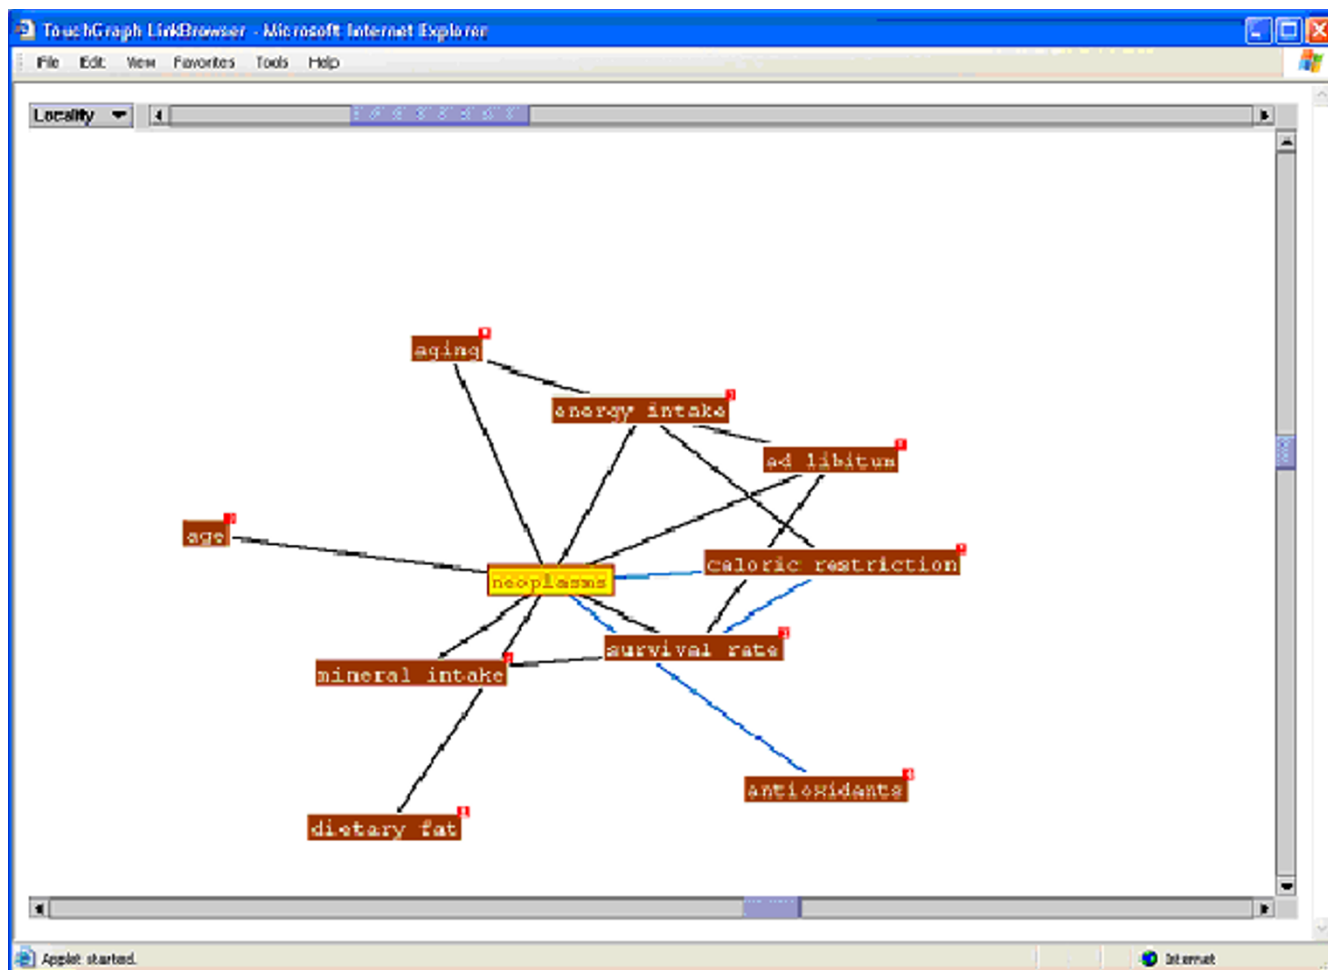 TouchGraph LinkBrowser - Microsoft Internet Explorer
File Edit View Favorites Tools Help
Locality
aging
energy intake
ad libitum
age
caloric restriction
neoplasms
survival rate
mineral intake
antioxidants
dietary fat
Applet started.
Internet